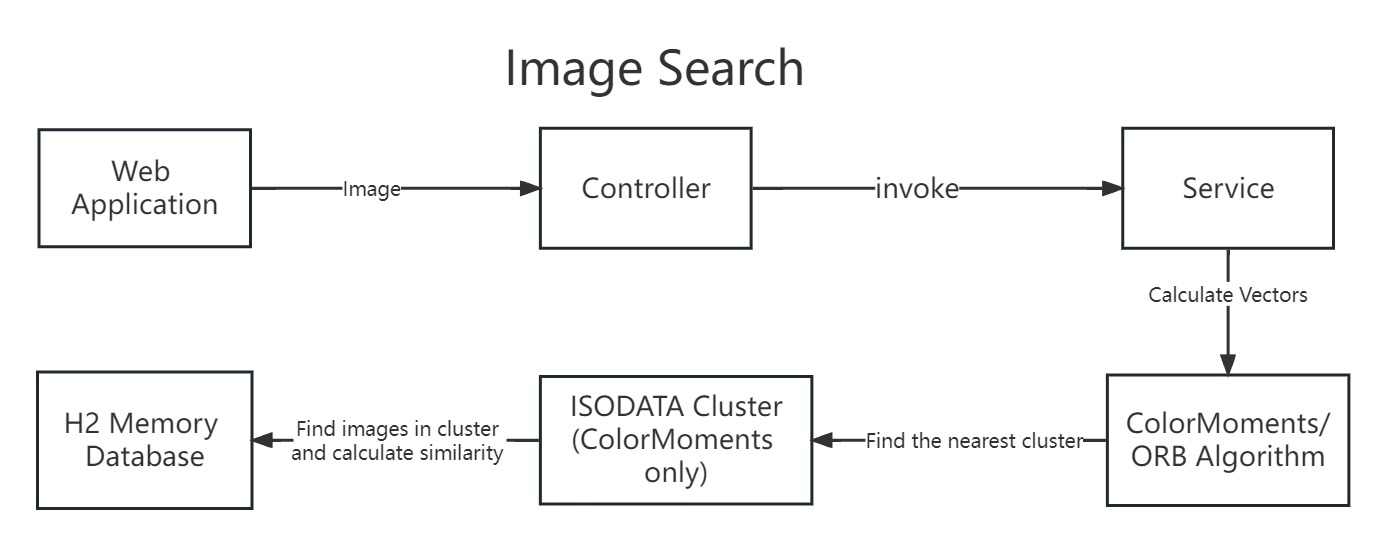 Image Search
Web
Application
Image
Controller
invoke
Service
Calculate Vectors
ColorMoments/
ORB Algorithm
Find the nearest cluster
ISODATA Cluster
(ColorMoments
only)
Find images in cluster
and calculate similarity
H2 Memory
Database